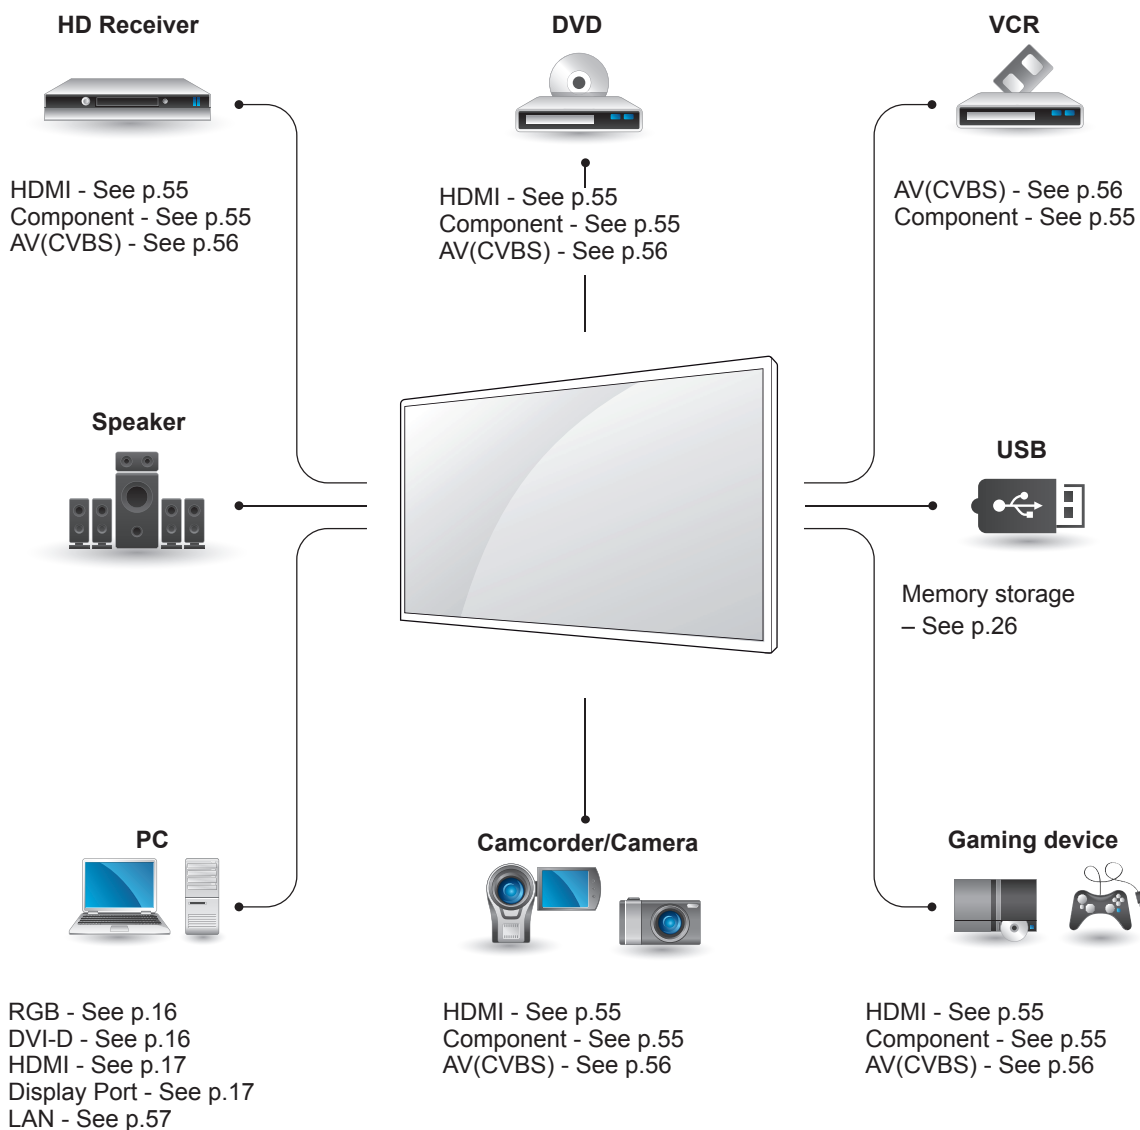 HD Receiver
HDMI - See p.55
Component - See p.55
AV(CVBS) - See p.56
DVD
HDMI - See p.55
Component - See p.55
AV(CVBS) - See p.56
VCR
AV(CVBS) - See p.56
Component - See p.55
Speaker
USB
Memory storage
– See p.26
PC
RGB - See p.16
DVI-D - See p.16
HDMI - See p.17
Display Port - See p.17
LAN - See p.57
Camcorder/Camera
HDMI - See p.55
Component - See p.55
AV(CVBS) - See p.56
Gaming device
HDMI - See p.55
Component - See p.55
AV(CVBS) - See p.56